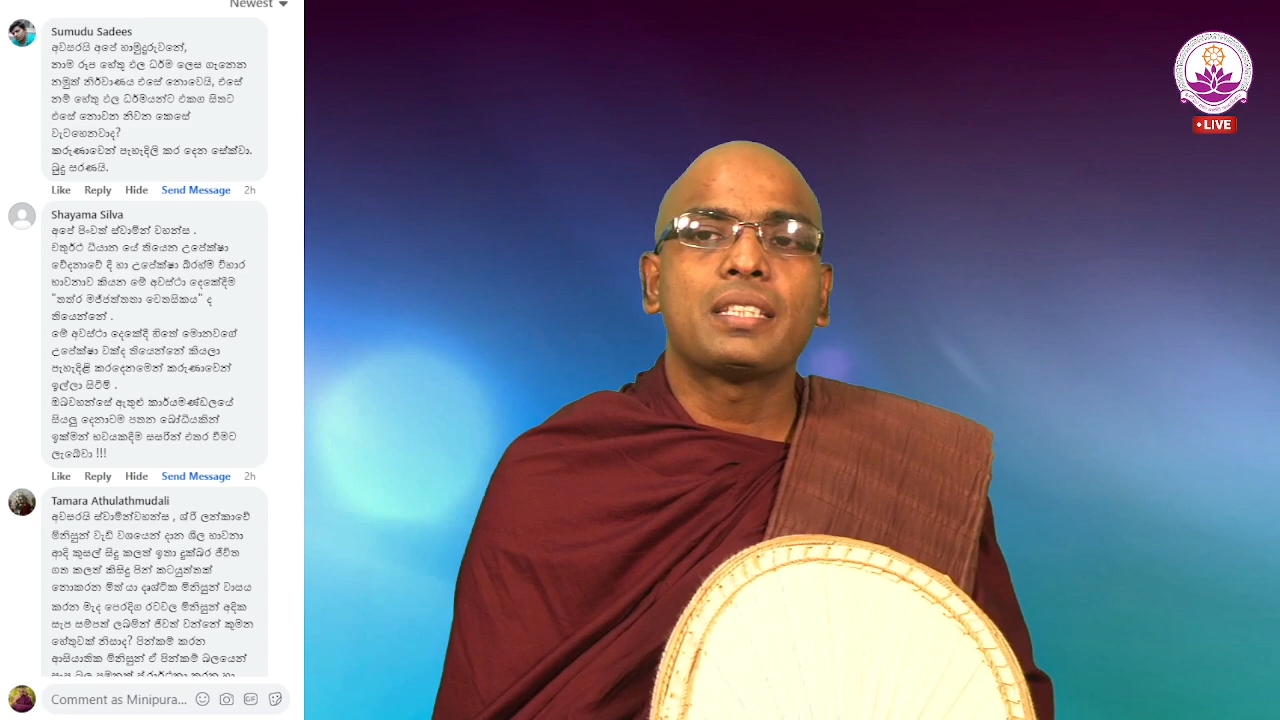 Newest
Sumudu Sadees
අවසරයි අපේ හාමුදුරුවනේ,
නාම රූප හේතු ඵල ධර්ම ලෙස ගැනෙන
නමුත් නිර්වාණය එසේ නොවෙයි, එසේ
නම් හේතු ඵල ධර්මයන්ට එකග සිතට
එසේ නොවන නිවන කෙසේ
වැටහෙනවාද?
කරුණාවෙන් පැහැදිලි කර දෙන සේක්වා.
බුදු සරණයි.
Like Reply Hide Send Message 2h
Shayama Silva
අපේ පිංවත් ස්වාමින් වහන්ස .
චතුර්ථ ධ්‍යාන යේ තියෙන උපේක්ෂා
වේදනාවේ දී හා උපේක්ෂා බ්රහ්ම විහාර
භාවනාව කියන මේ අවස්ථා දෙකේදිම
"තත්ර මජ්ජත්තතා චෛතසිකය" ද
තියෙන්නේ .
මේ අවස්ථා දෙකේදී හිතේ මොනවගේ
උපේක්ෂා වක්ද තියෙන්නේ කියලා
පැහැදිළි කරදෙනමෙන් කරුණාවෙන්
ඉල්ලා සිටිමි .
ඔබවහන්සේ ඇතුළු කාර්යමණ්ඩලයේ
සියලු දෙනාටම පතන බෝධියකින්
ඉක්මන් භවයකදිම සසරින් එතර වීමට
ලැබේවා !!!
Like Reply Hide Send Message 2h
Tamara Athulathmudali
අවසරයි ස්වාමින්වහන්ස , ශ්රී ලන්කාවේ
මිනිසුන් වැඩි වශයෙන් දාන ශිල භාවනා
ආදි කුසල් සිදු කලත් ඉතා දුක්ඛර ජිවිත
ගත කලත් කිසිදු පින් කටයුත්තක්
නොකරන මිත් යා දෘශ්ටික මිනිසුන් වාසය
කරන මැද පෙරදිග රටවල මිනිසුන් අදික
සැප සම්පත් ලබමින් ජිවත් වන්නේ කුමන
හේතුවක් නිසාද? පින්කම් කරන
ආසියාතික මිනිසුන් ඒ පින්කම් බලයෙන්
Comment as Minipura...
GIF
• LIVE